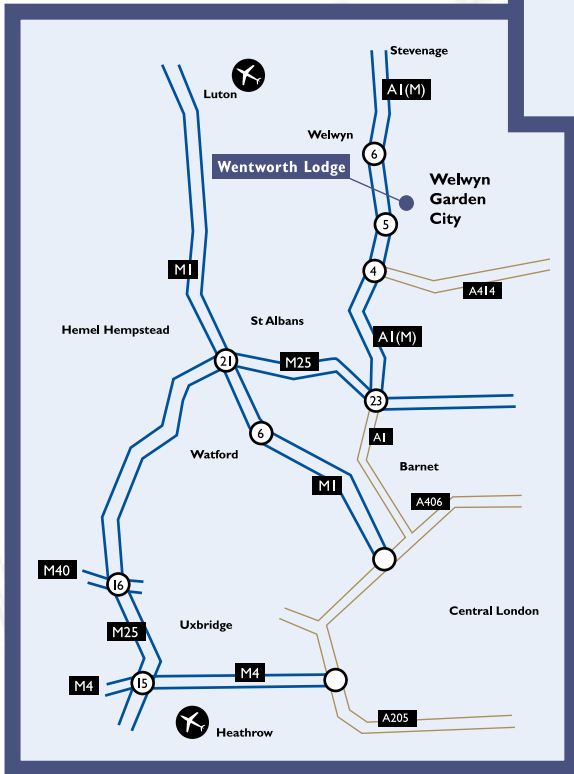 Stevenage
Luton
A1(M)
Welwyn
6
Wentworth Lodge
Welwyn
Garden
City
5
M1
4
A414
Hemel Hempstead
St Albans
A1(M)
21
M25
23
6
A1
Watford
Barnet
M1
A406
M40
16
Central London
M25
Uxbridge
M4
M4
15
A205
Heathrow